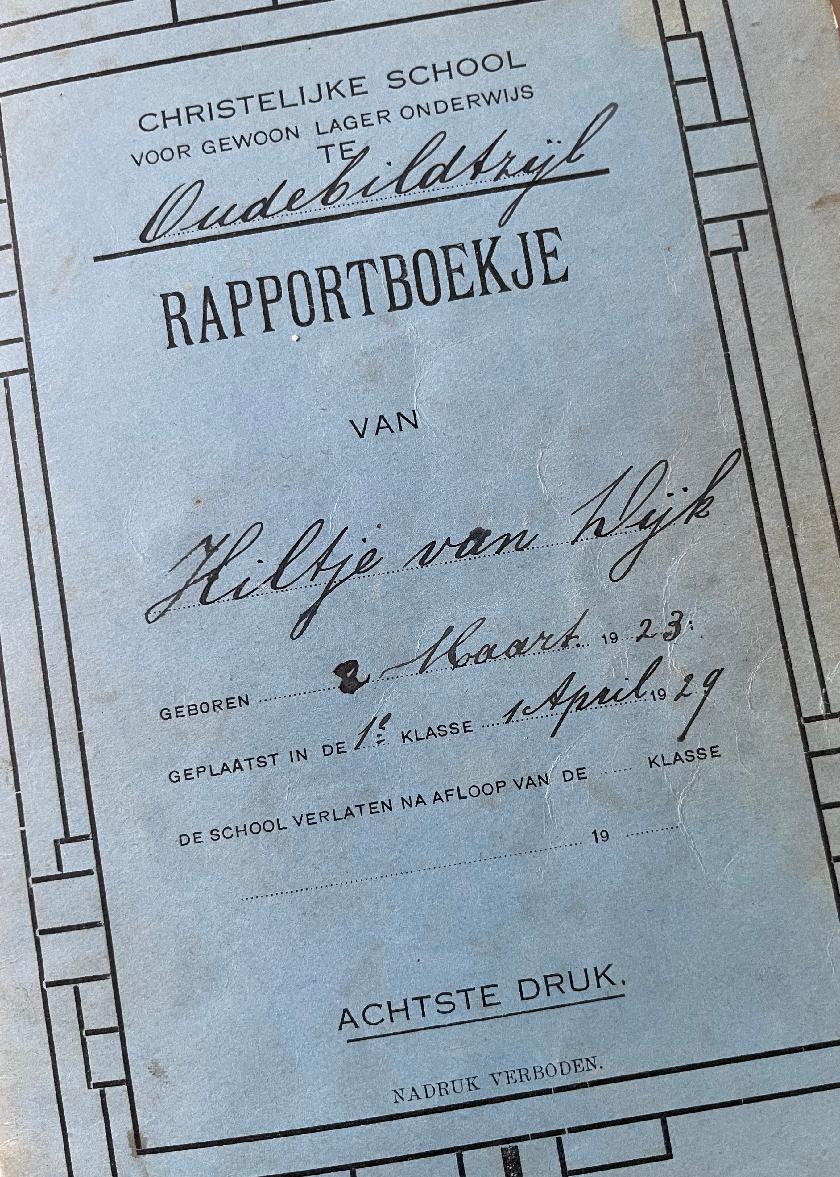 CHRISTELIJKE SCHOOL
VOOR GEWOON LAGER ONDERWIJS
TE
Oudebildtzijl
RAPPORTBOEKJE
VAN
Hiltje van Dijk
GEBOREN 8 Maart. 1923.
GEPLAATST IN DE 1e KLASSE 1 April 1929
DE SCHOOL VERLATEN NA AFLOOP VAN DE ...... KLASSE
19
ACHTSTE DRUK.
NADRUK VERBODEN.